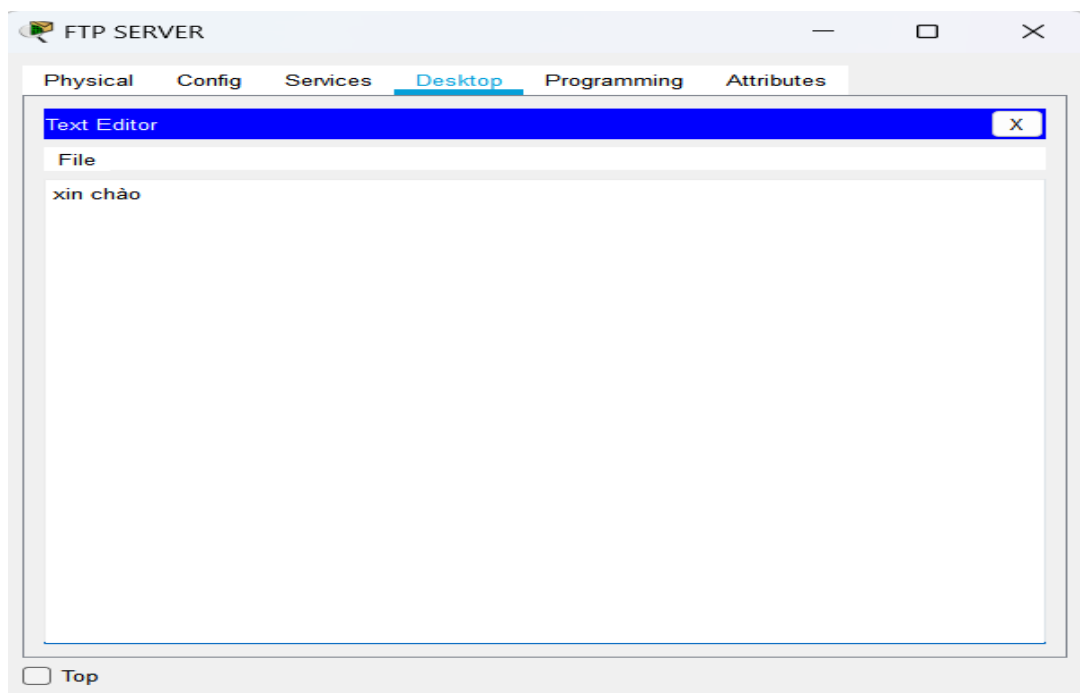 FTP SERVER
Physical Config Services Desktop Programming Attributes
Text Editor X
File
xin chào
Top